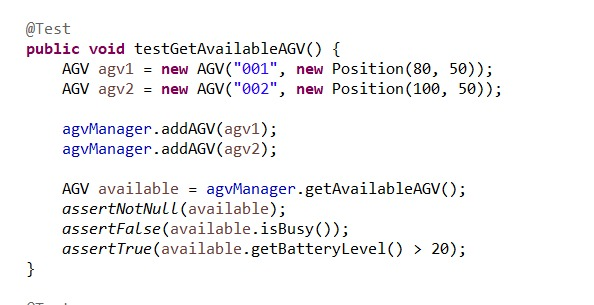 @Test
public void testGetAvailableAGV() {
    AGV agv1 = new AGV("001", new Position(80, 50));
    AGV agv2 = new AGV("002", new Position(100, 50));

    agvManager.addAGV(agv1);
    agvManager.addAGV(agv2);

    AGV available = agvManager.getAvailableAGV();
    assertNotNull(available);
    assertFalse(available.isBusy());
    assertTrue(available.getBatteryLevel() > 20);
}